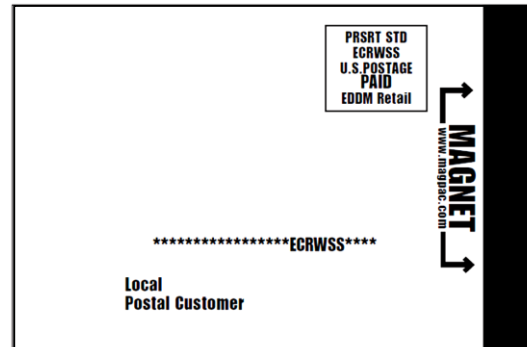 PRSRT STD
ECRWSS
U.S.POSTAGE
PAID
EDDM Retail
MAGNET
www.magpac.com
*****************ECRWSS****
Local
Postal Customer